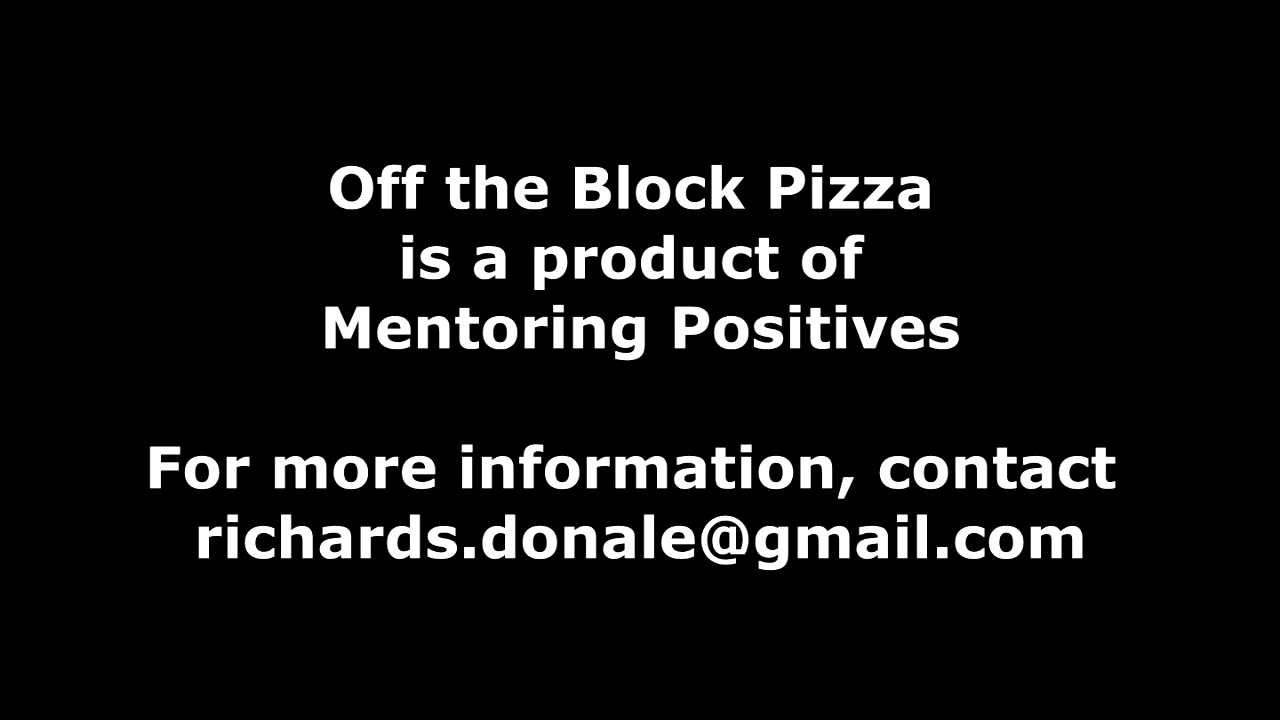 Off the Block Pizza
is a product of
Mentoring Positives
For more information, contact
richards.donale@gmail.com